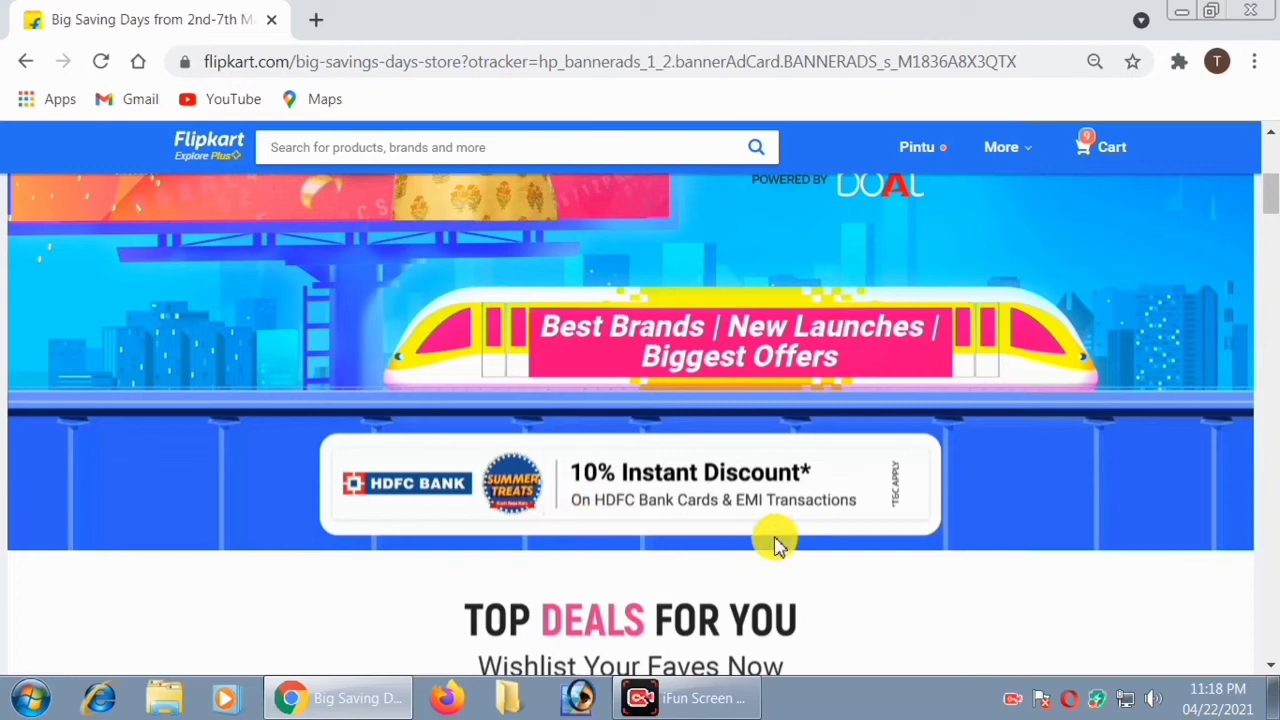 Big Saving Days from 2nd-7th M
flipkart.com/big-savings-days-store?otracker=hp_bannerads_1_2.bannerAdCard.BANNERADS_s_M1836A8X3QTX
T
Apps Gmail YouTube Maps
Flipkart
Explore Plus
Search for products, brands and more
Pintu More 9 Cart
POWERED BY
Best Brands | New Launches |
Biggest Offers
HDFC BANK
SUMMER
TREATS
10% Instant Discount*
On HDFC Bank Cards & EMI Transactions
*T&C APPLY
TOP DEALS FOR YOU
Wishlist Your Faves Now
Big Saving D... iFun Screen ...
11:18 PM
04/22/2021